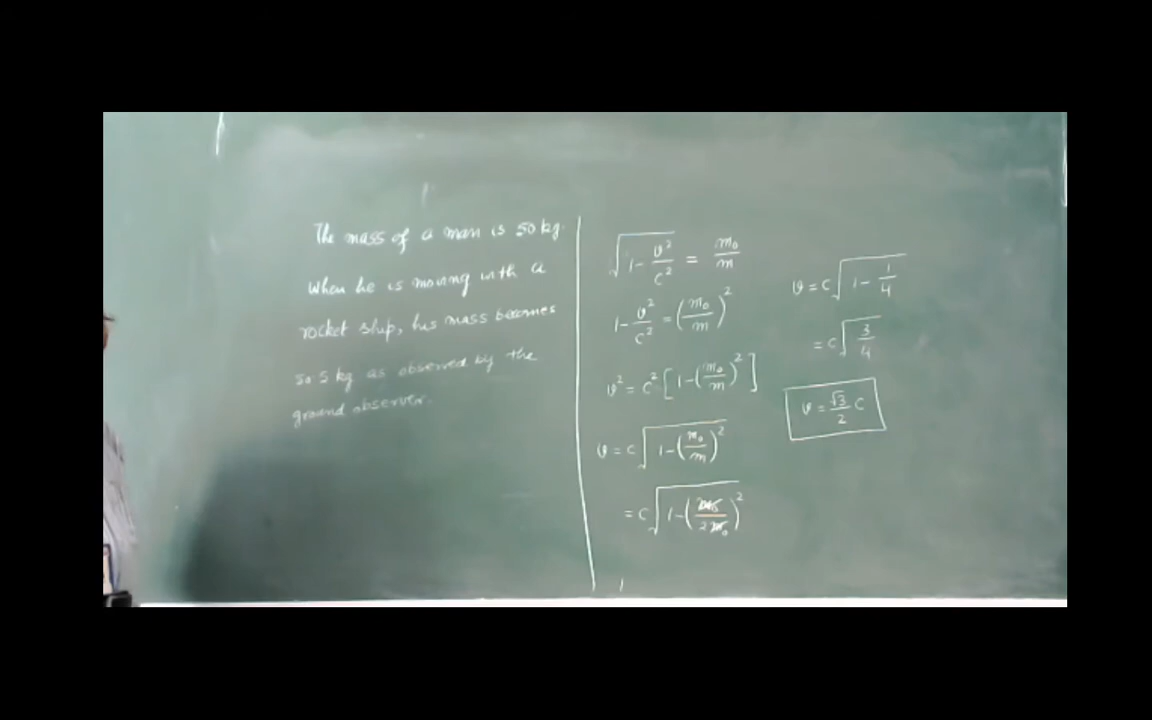 The mass of a man is 50 kg.
When he is moving with a
rocket ship, his mass becomes
50.5 kg as observed by the
ground observer.
√(1 - v²/c²) = m₀/m
1 - v²/c² = (m₀/m)²
v² = c² [1 - (m₀/m)²]
v = c √(1 - (m₀/m)²)
= c √(1 - (m₀/2m₀)²)
v = c √(1 - 1/4)
= c √(3/4)
v = √3/2 c